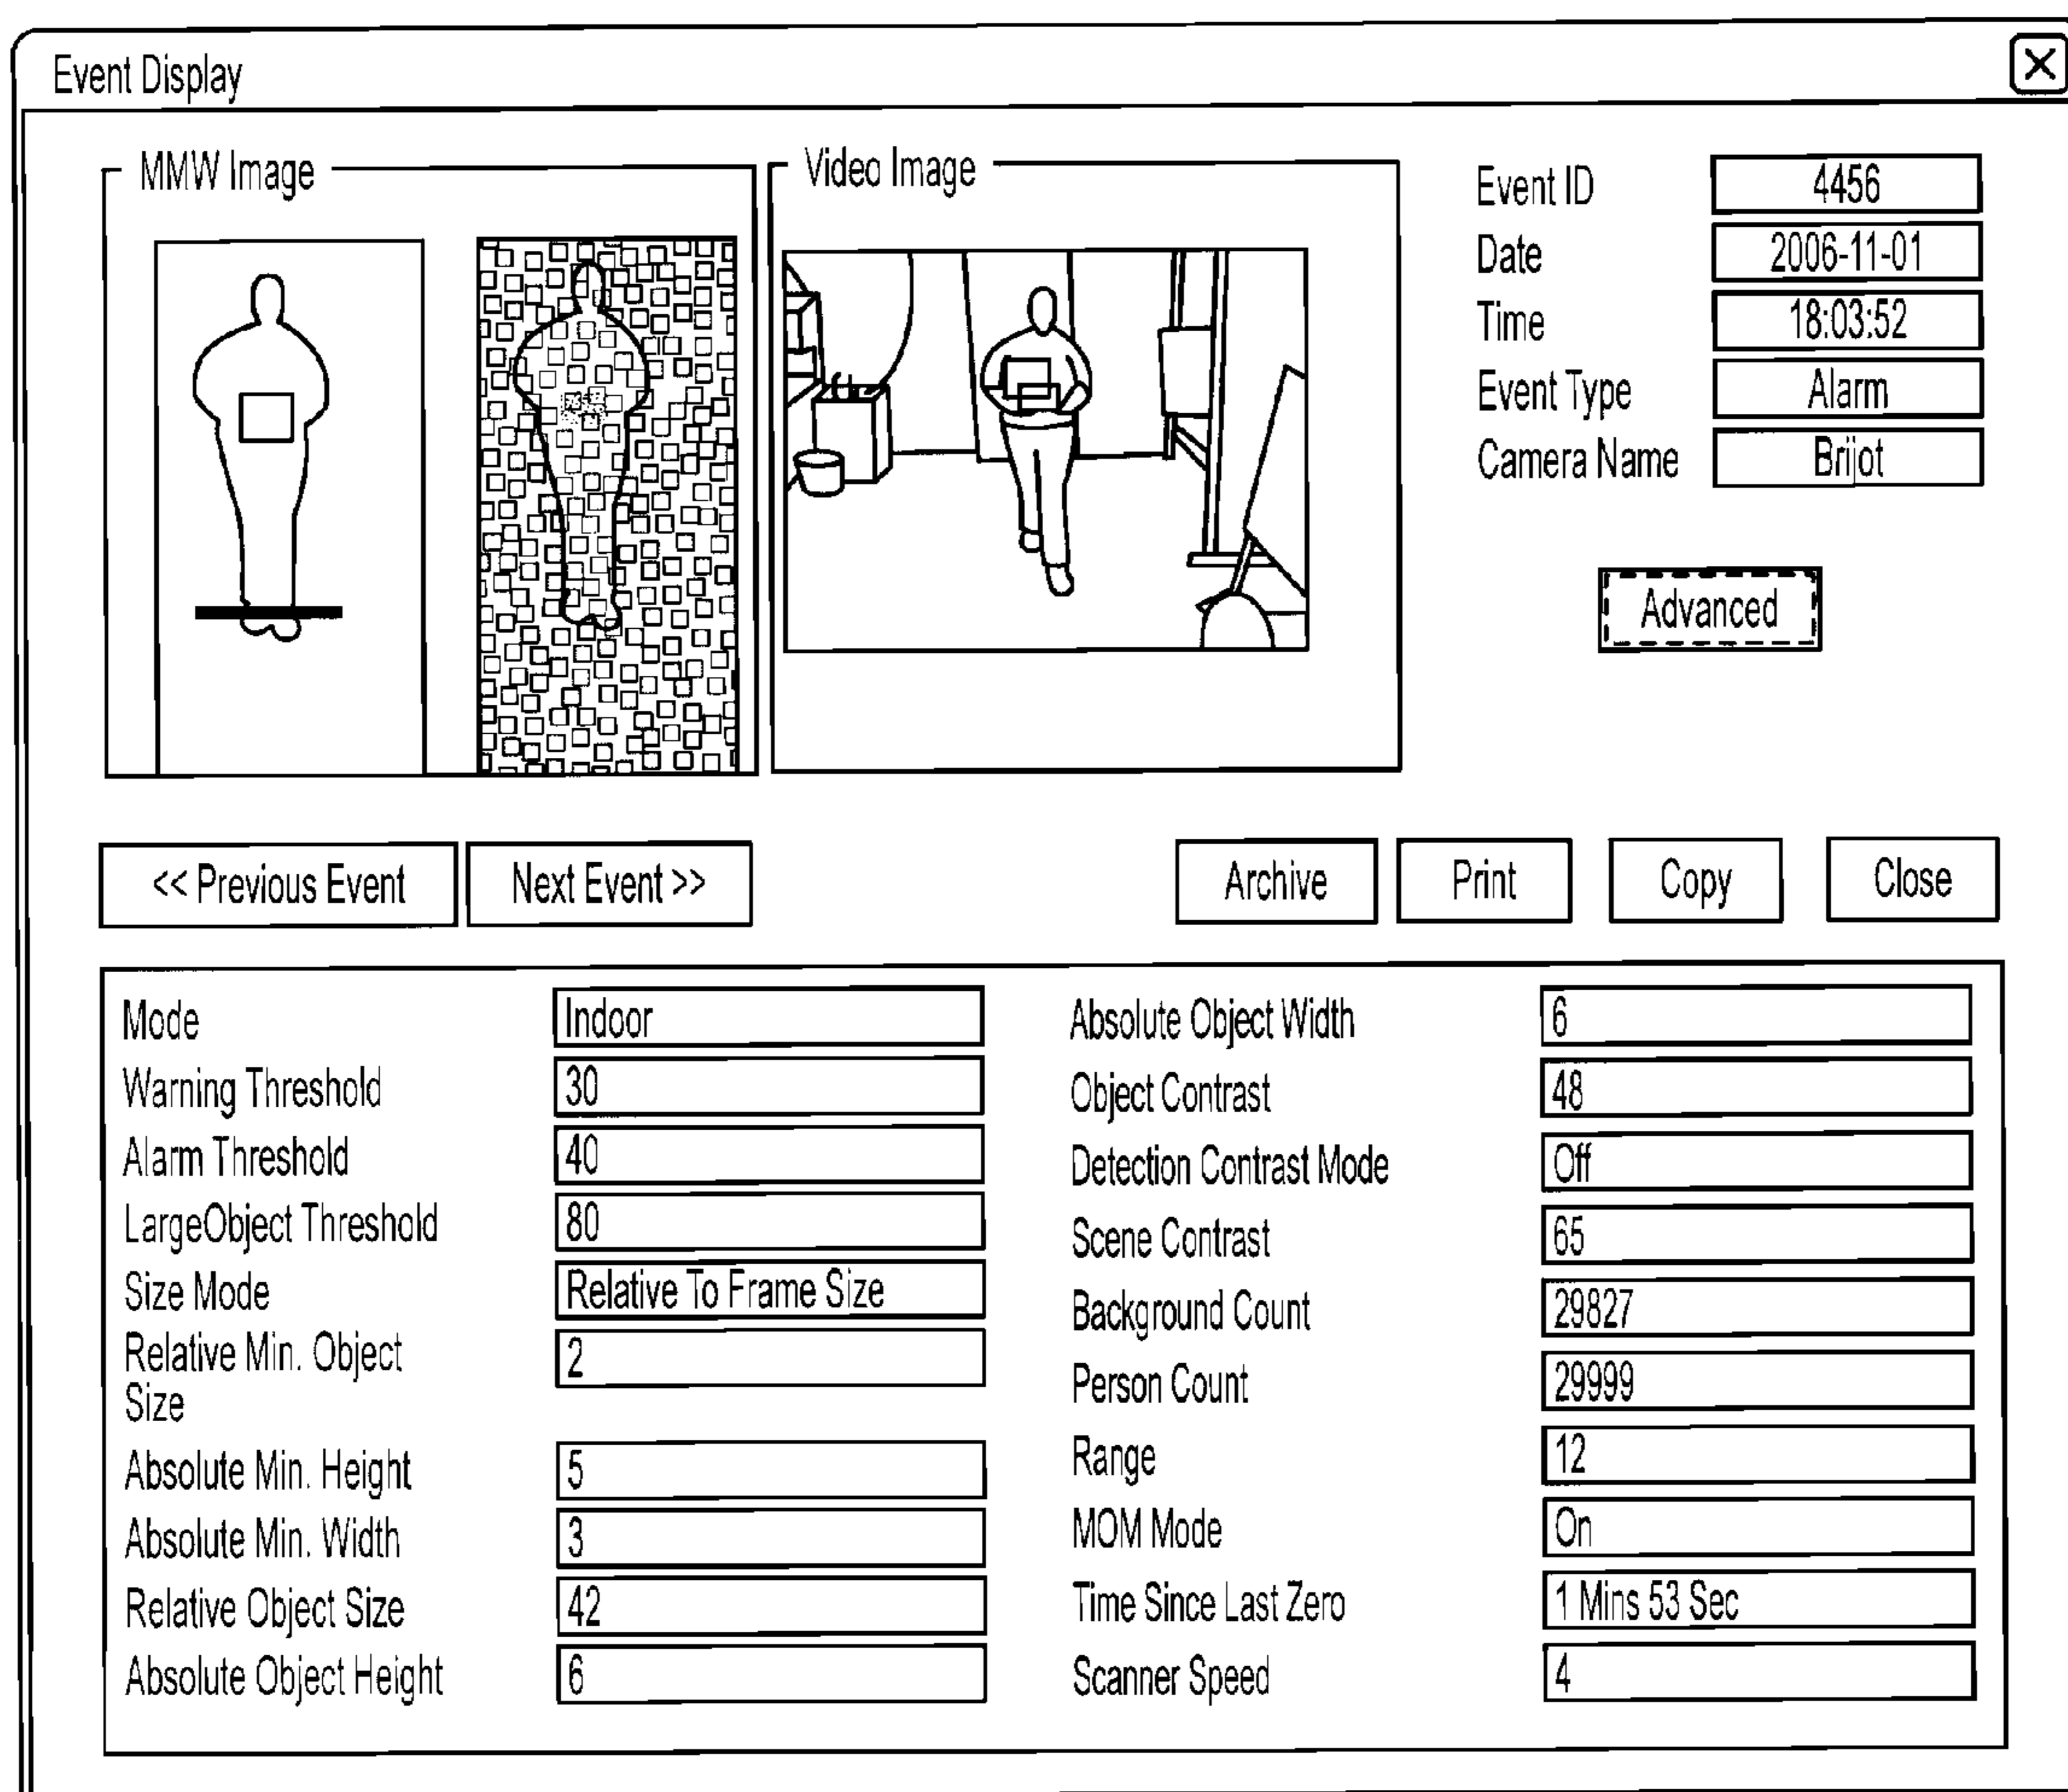 Event Display
MMW Image
Video Image
Event ID 4456
Date 2006-11-01
Time 18:03:52
Event Type Alarm
Camera Name Brijot
Advanced
<< Previous Event
Next Event >>
Archive
Print
Copy
Close
Mode Indoor
Warning Threshold 30
Alarm Threshold 40
LargeObject Threshold 80
Size Mode Relative To Frame Size
Relative Min. Object 2
Size
Absolute Min. Height 5
Absolute Min. Width 3
Relative Object Size 42
Absolute Object Height 6
Absolute Object Width 6
Object Contrast 48
Detection Contrast Mode Off
Scene Contrast 65
Background Count 29827
Person Count 29999
Range 12
MOM Mode On
Time Since Last Zero 1 Mins 53 Sec
Scanner Speed 4